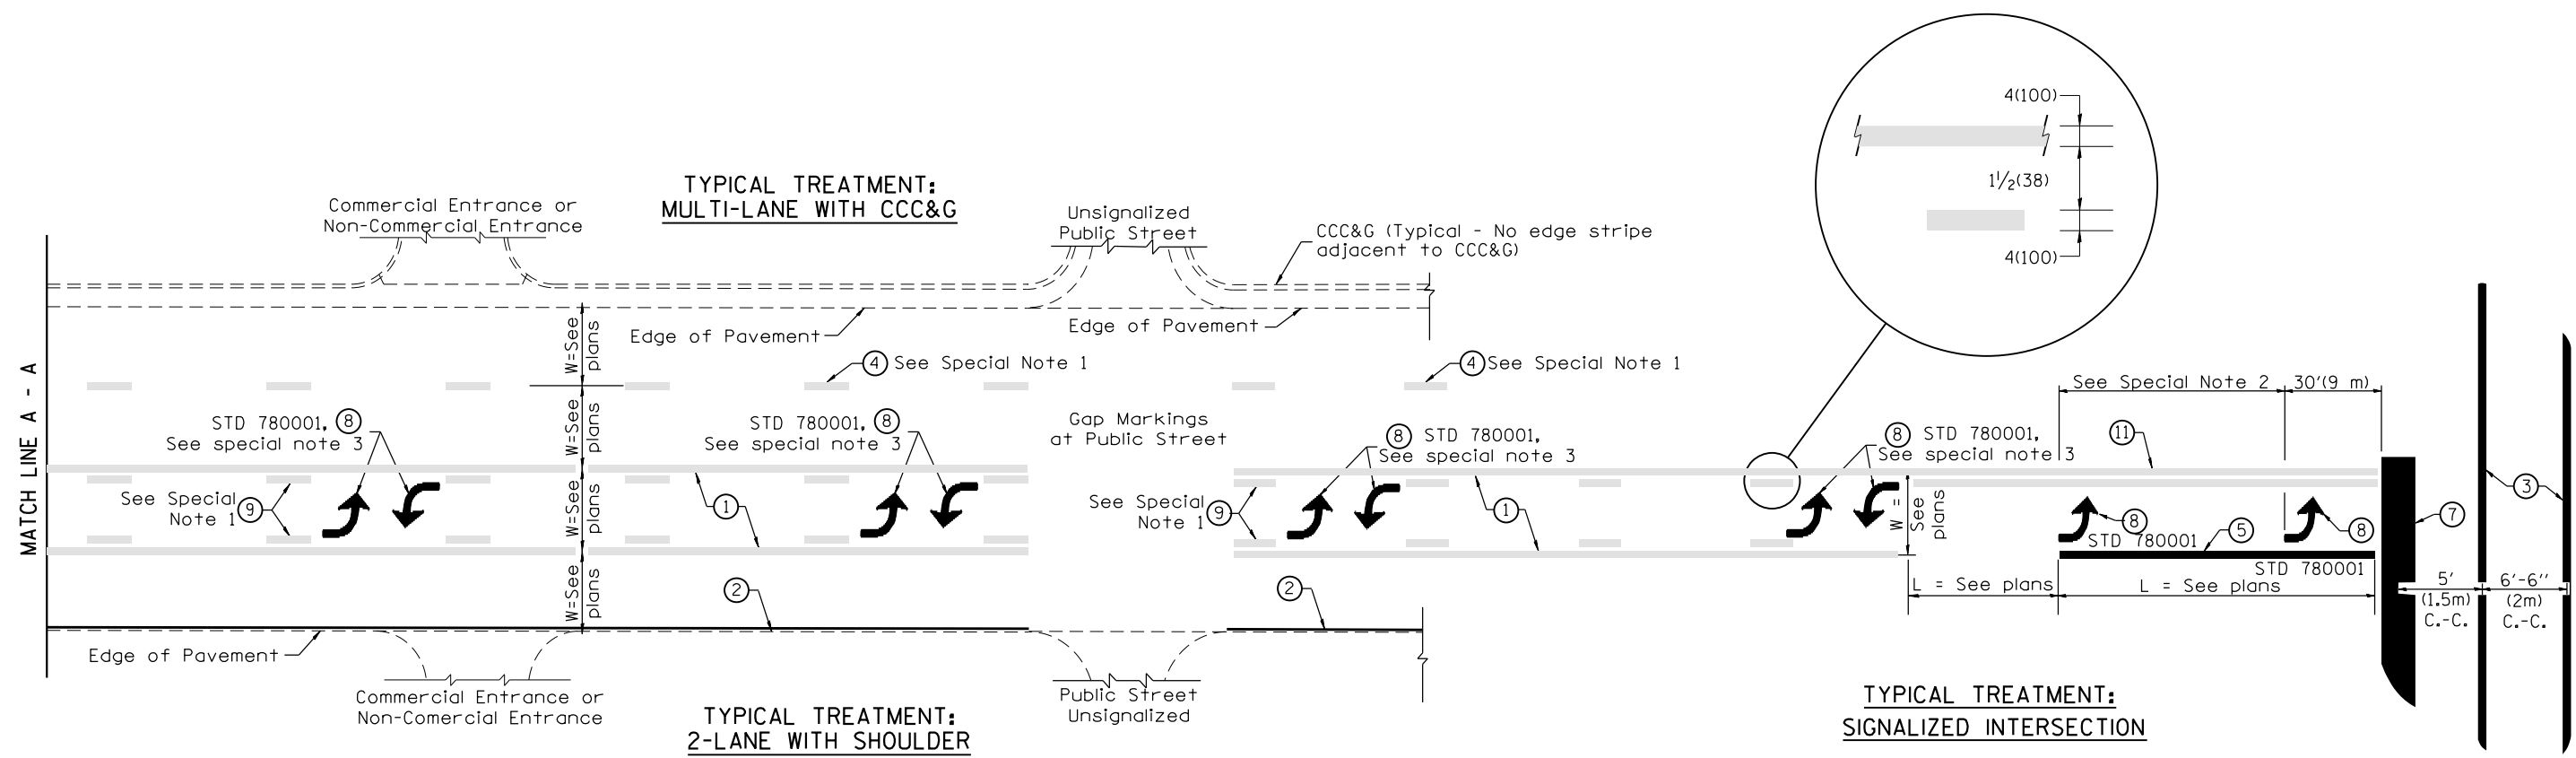 MATCH LINE A - A
TYPICAL TREATMENT:
MULTI-LANE WITH CCC&G
Commercial Entrance or
Non-Commercial Entrance
Unsignalized
Public Street
CCC&G (Typical - No edge stripe
adjacent to CCC&G)
Edge of Pavement
Edge of Pavement
W=See
plans
4 See Special Note 1
4 See Special Note 1
STD 780001, 8
See special note 3
W=See
plans
STD 780001, 8
See special note 3
Gap Markings
at Public Street
8 STD 780001,
See special note 3
8 STD 780001,
See special note 3
See Special
Note 1 9
W=See
plans
1
See Special
Note 1 9
1
W =
See
plans
W=See
plans
2
2
Edge of Pavement
Commercial Entrance or
Non-Comercial Entrance
Public Street
Unsignalized
TYPICAL TREATMENT:
2-LANE WITH SHOULDER
4(100)
1 1/2(38)
4(100)
See Special Note 2
30'(9 m)
11
3
7
8
STD 780001
5
8
STD 780001
L = See plans
L = See plans
5'
(1.5m)
C.-C.
6'-6''
(2m)
C.-C.
TYPICAL TREATMENT:
SIGNALIZED INTERSECTION